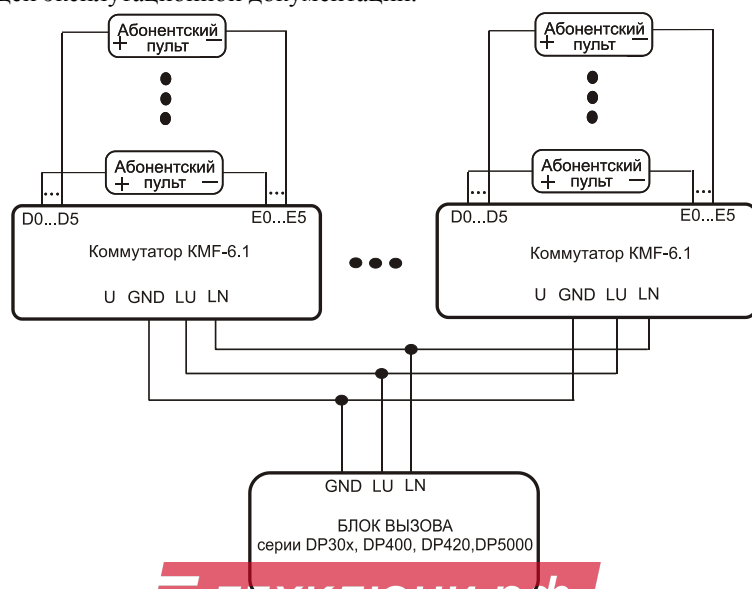 эксплутационной документации.
Абонентский
+ пульт −
Абонентский
+ пульт −
Абонентский
+ пульт −
Абонентский
+ пульт −
... ...
D0...D5 E0...E5
Коммутатор KMF-6.1
U GND LU LN
... ...
D0...D5 E0...E5
Коммутатор KMF-6.1
U GND LU LN
GND LU LN
БЛОК ВЫЗОВА
серии DP30x, DP400, DP420,DP5000